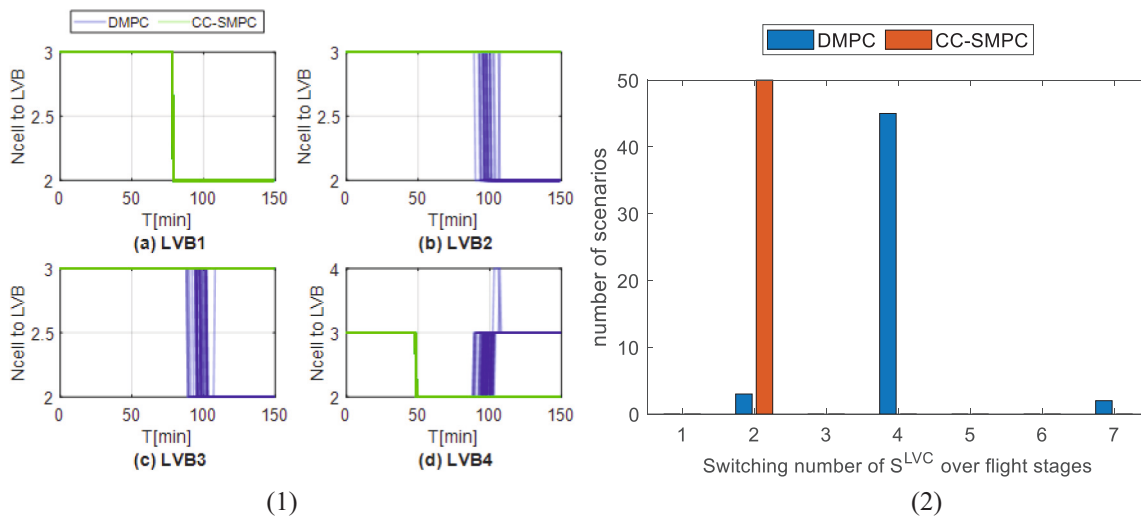 DMPC CC-SMPC
3
2.5
2
Ncell to LVB
0 50 100 150
T[min]
(a) LVB1
3
2.5
2
Ncell to LVB
0 50 100 150
T[min]
(b) LVB2
3
2.5
2
Ncell to LVB
0 50 100 150
T[min]
(c) LVB3
4
3
2
Ncell to LVB
0 50 100 150
T[min]
(d) LVB4
(1)
DMPC CC-SMPC
50
40
30
20
10
0
number of scenarios
1 2 3 4 5 6 7
Switching number of S^LVC over flight stages
(2)